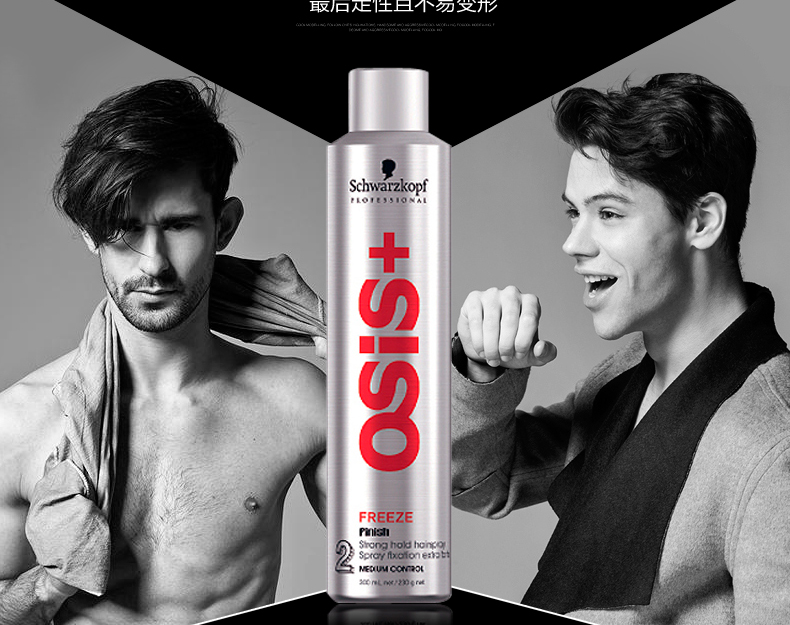 最后定性且不易变形
Schwarzkopf
PROFESSIONAL
OSiS+
FREEZE
Finish
2
Strong hold hairspray
Spray fixation extra forte
MEDIUM CONTROL
300 mL. net/230 g net